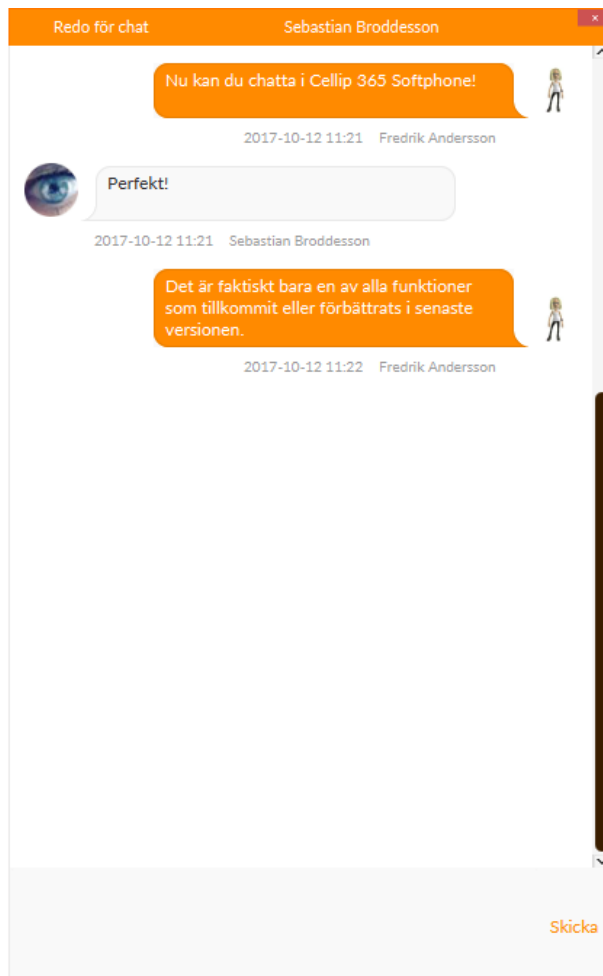 Redo för chat Sebastian Broddesson
Nu kan du chatta i Cellip 365 Softphone!
2017-10-12 11:21 Fredrik Andersson
Perfekt!
2017-10-12 11:21 Sebastian Broddesson
Det är faktiskt bara en av alla funktioner
som tillkommit eller förbättrats i senaste
versionen.
2017-10-12 11:22 Fredrik Andersson
Skicka